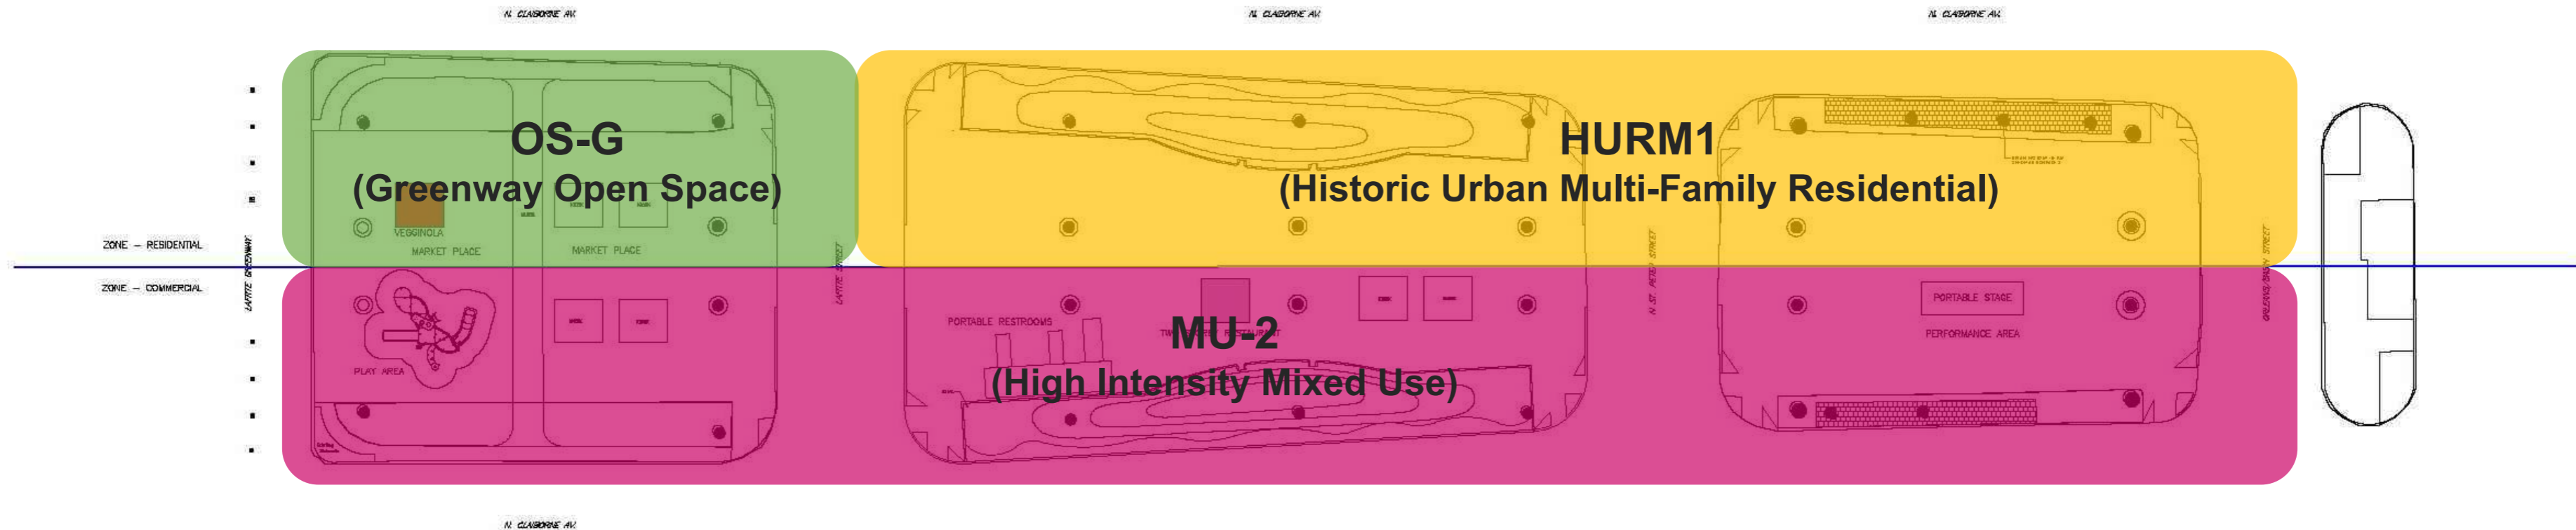 N. CLAIBORNE AV.
N. CLAIBORNE AV.
N. CLAIBORNE AV.
OS-G
(Greenway Open Space)
HURM1
(Historic Urban Multi-Family Residential)
VEGGINOLA
MARKET PLACE
MARKET PLACE
ZONE – RESIDENTIAL
ZONE – COMMERCIAL
LAFITTE GREENWAY
LAFITTE STREET
N. ST. PETER STREET
ORLEANS/BASIN STREET
PORTABLE STAGE
PERFORMANCE AREA
PORTABLE RESTROOMS
MU-2
(High Intensity Mixed Use)
PLAY AREA
N. CLAIBORNE AV.